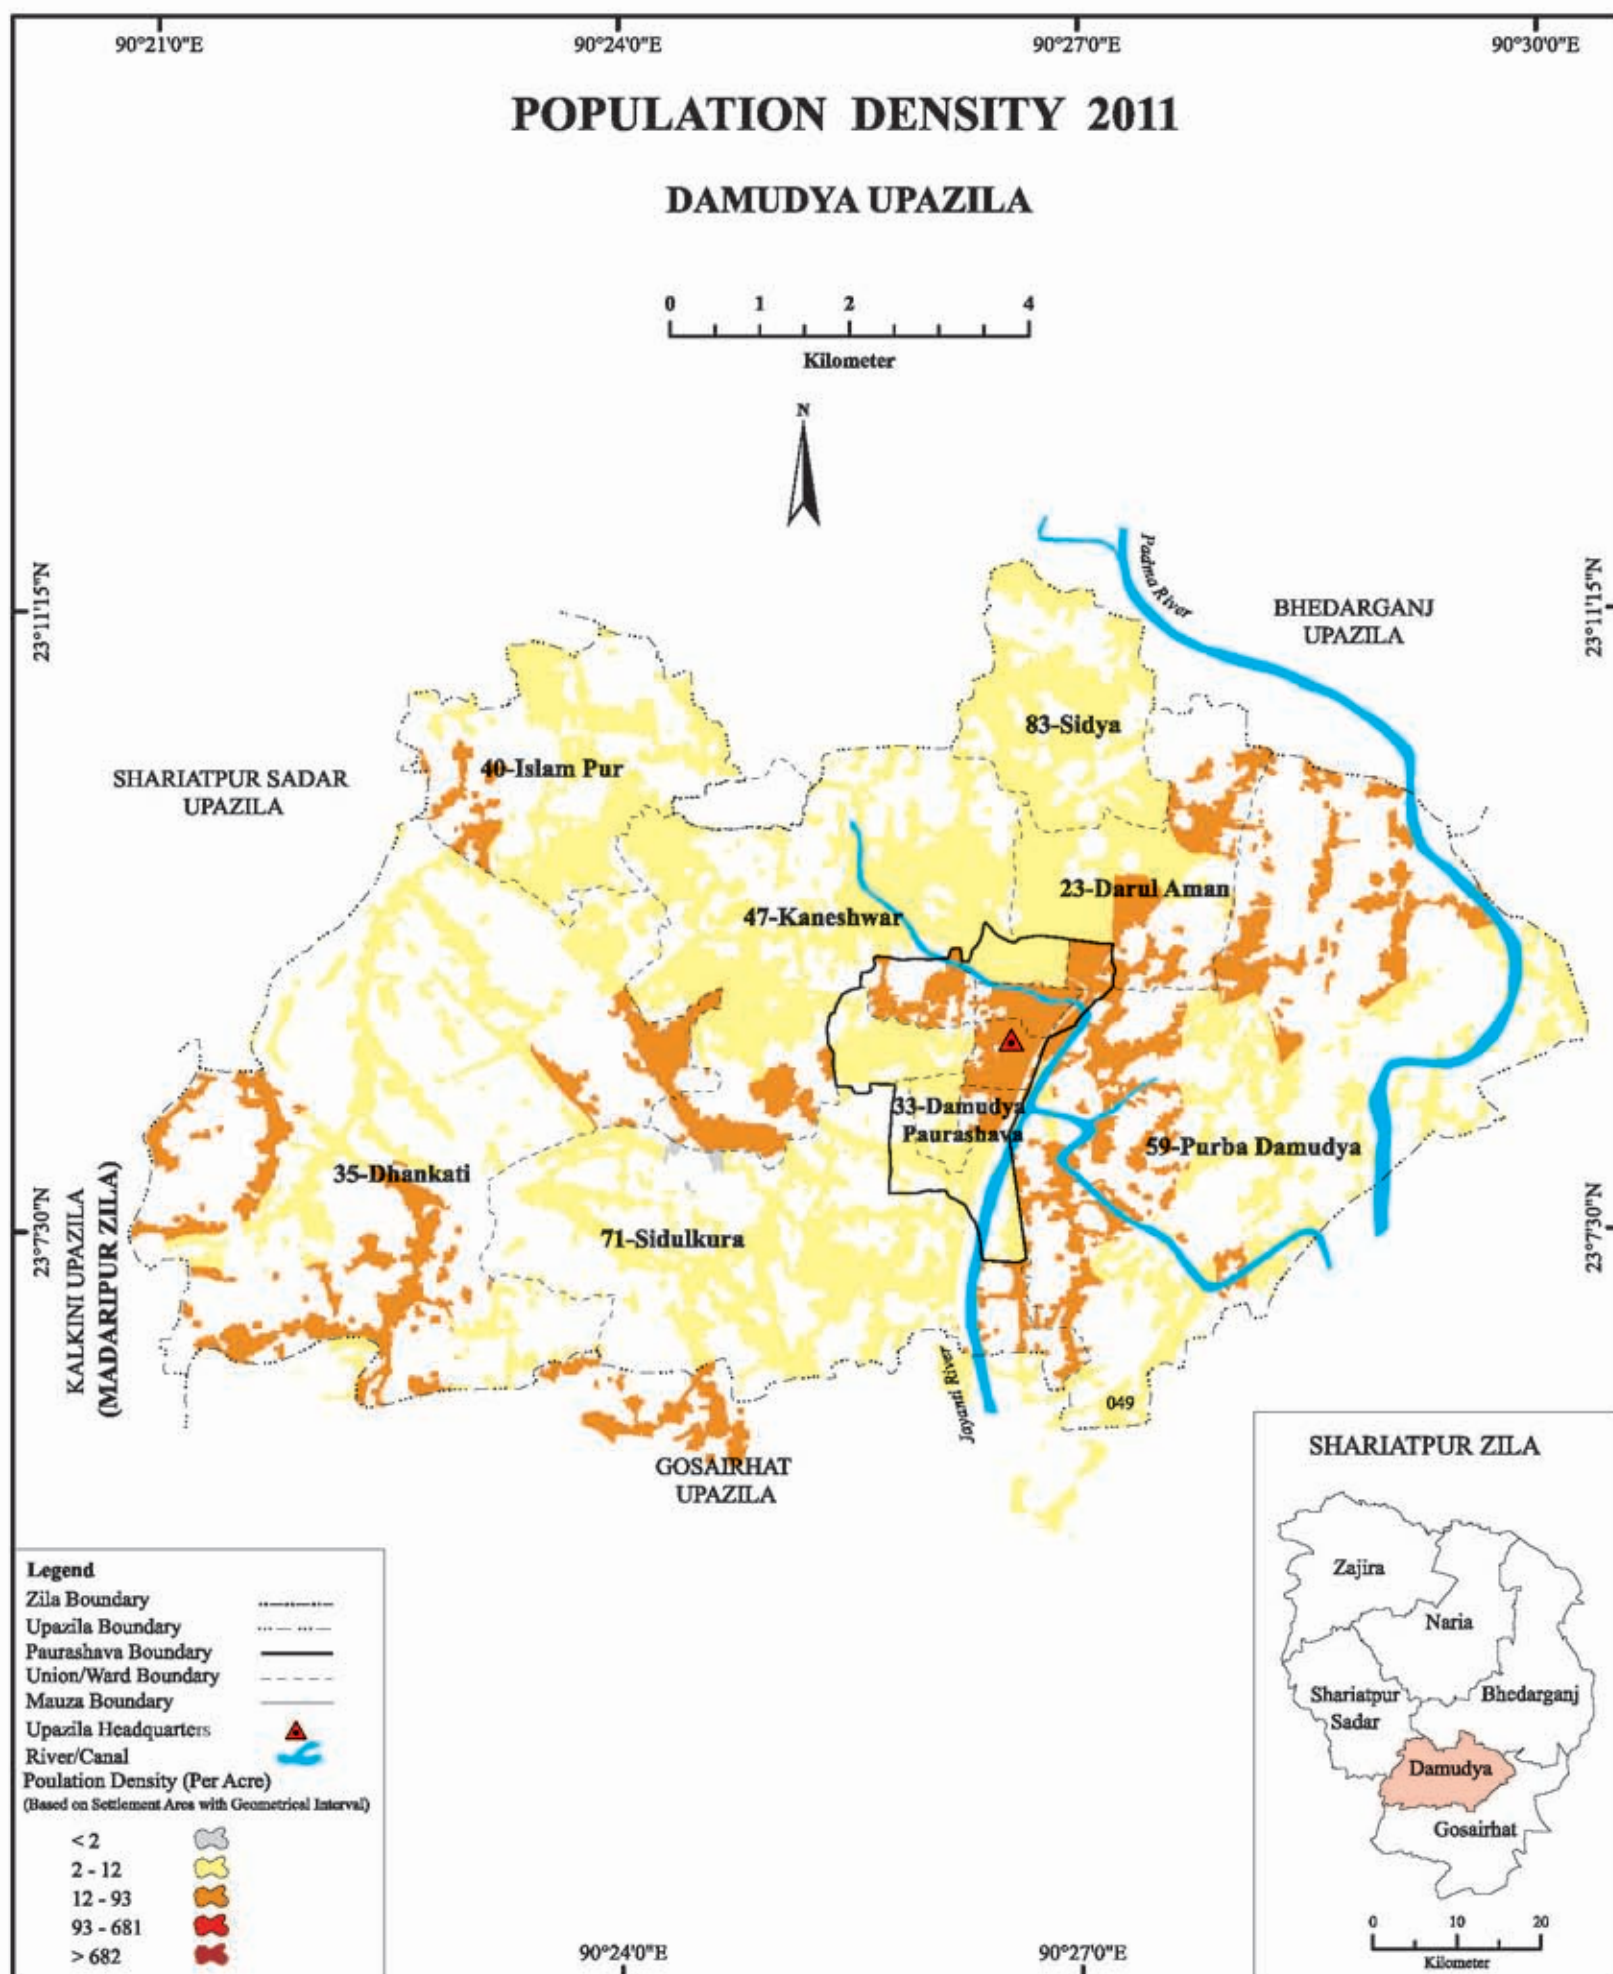 90°21'0"E 90°24'0"E 90°27'0"E 90°30'0"E
POPULATION DENSITY 2011
DAMUDYA UPAZILA
0 1 2 4
Kilometer
N
Padma River
23°11'15"N
23°11'15"N
BHEDARGANJ
UPAZILA
83-Sidya
40-Islam Pur
SHARIATPUR SADAR
UPAZILA
23-Darul Aman
47-Kaneshwar
33-Damudya
Paurashava
59-Purba Damudya
35-Dhankati
71-Sidulkura
23°7'30"N
23°7'30"N
KALKINI UPAZILA
(MADARIPUR ZILA)
Jayanti River
049
GOSAIRHAT
UPAZILA
SHARIATPUR ZILA
Zajira
Naria
Shariatpur
Sadar
Bhedarganj
Damudya
Gosairhat
0 10 20
Kilometer
Legend
Zila Boundary
Upazila Boundary
Paurashava Boundary
Union/Ward Boundary
Mauza Boundary
Upazila Headquarters
River/Canal
Poulation Density (Per Acre)
(Based on Settlement Area with Geometrical Interval)
< 2
2 - 12
12 - 93
93 - 681
> 682
90°24'0"E 90°27'0"E